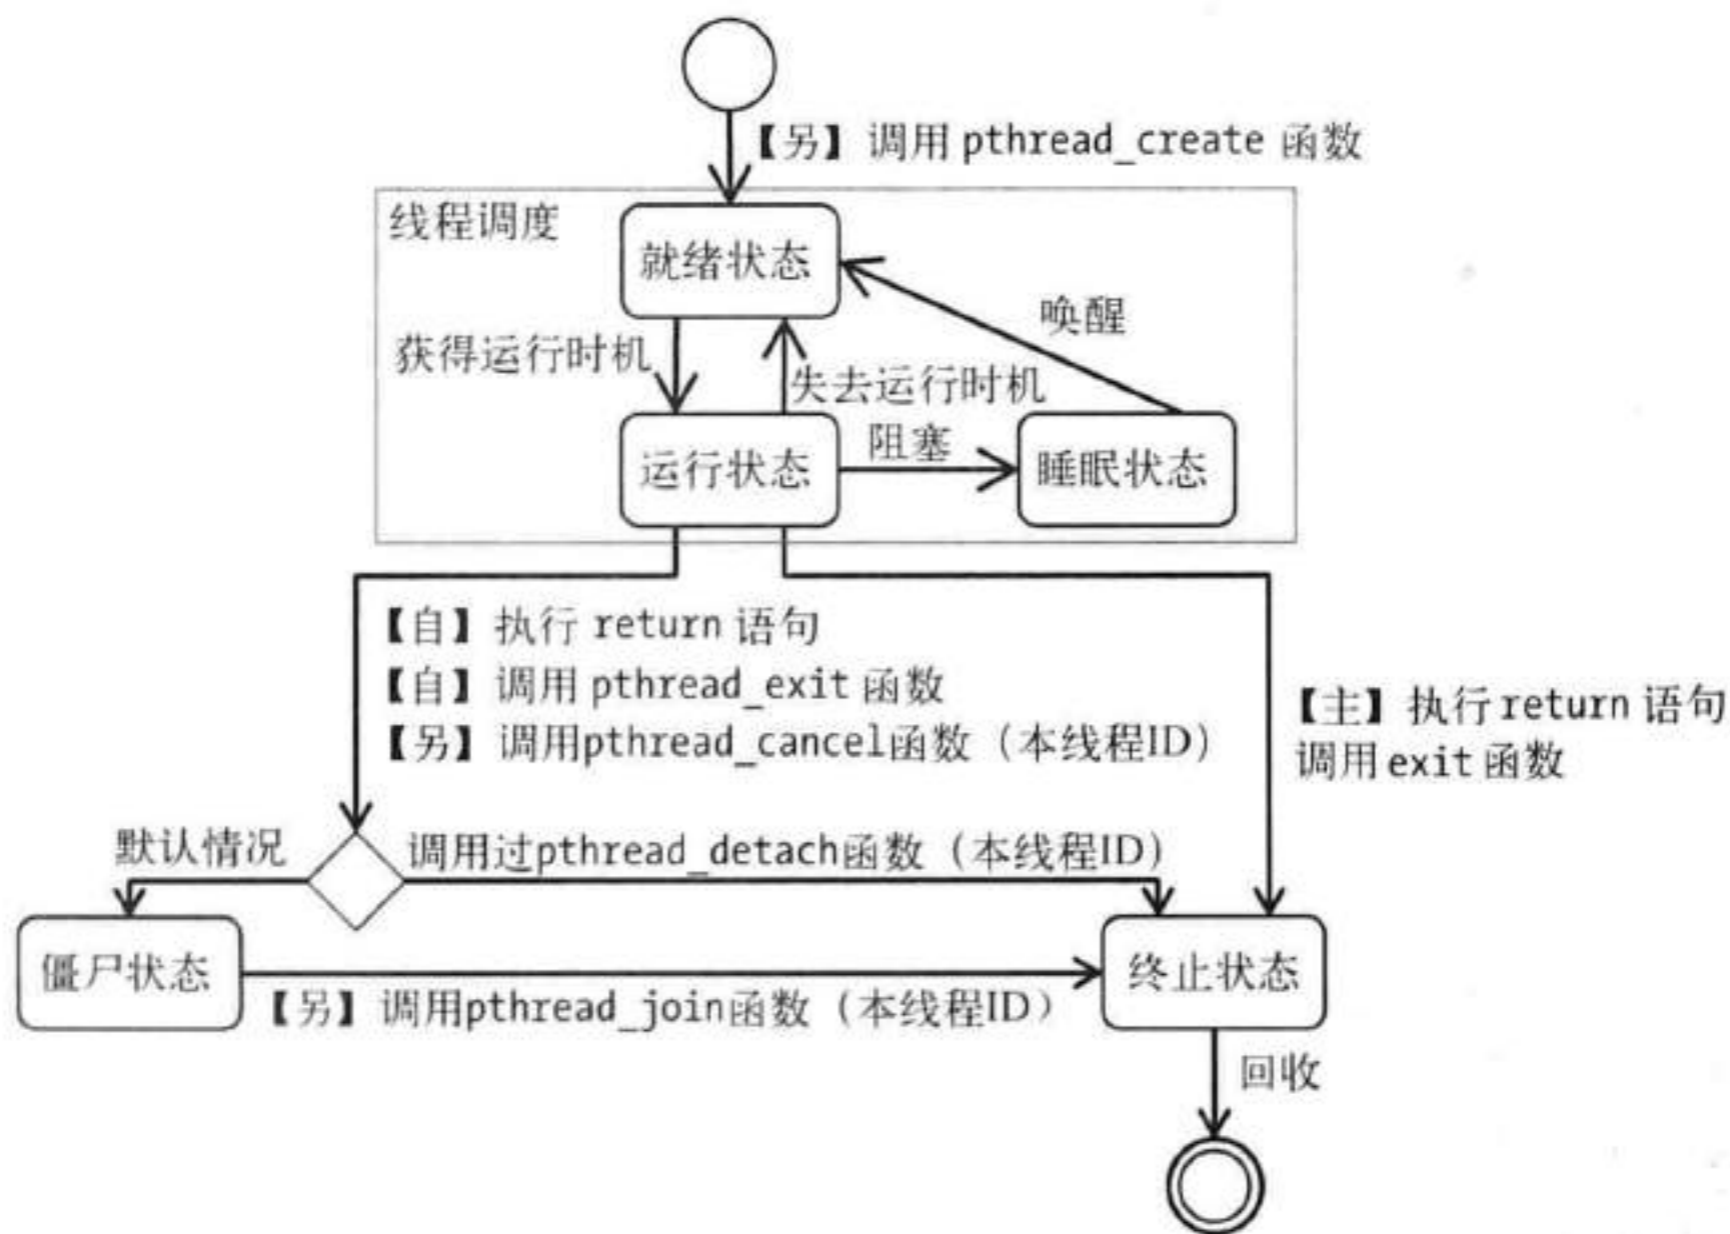 【另】调用 pthread_create 函数
线程调度
就绪状态
唤醒
获得运行时机
失去运行时机
阻塞
运行状态
睡眠状态
【自】执行 return 语句
【自】调用 pthread_exit 函数
【另】调用pthread_cancel函数（本线程ID）
【主】执行 return 语句
调用 exit 函数
默认情况
调用过pthread_detach函数（本线程ID）
僵尸状态
终止状态
【另】调用pthread_join函数（本线程ID）
回收